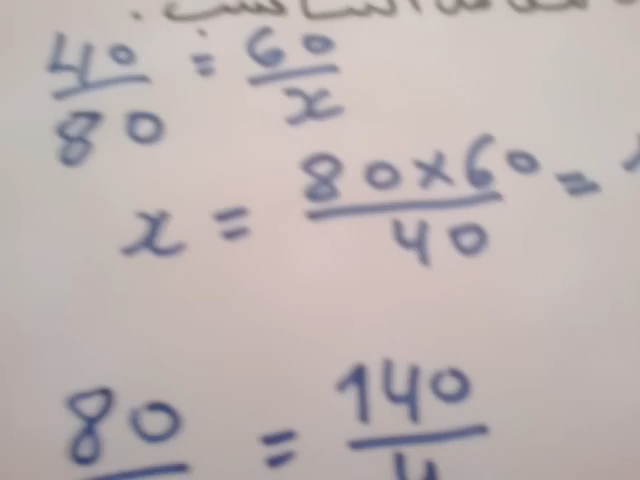 40/80 = 60/x
x = 80×60/40 =
80/ = 140/